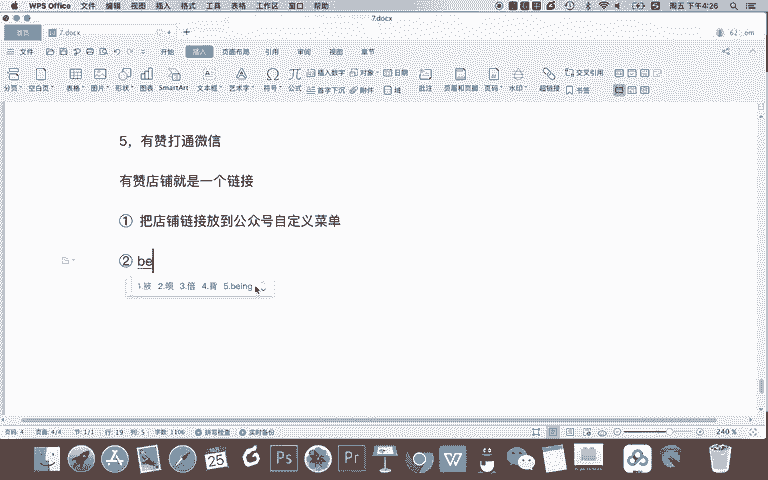 WPS Office 文件 编辑 视图 插入 格式 工具 表格 工作区 窗口 帮助 周五 下午4:26
7.docx
首页 7.docx
文件 开始 插入 页面布局 引用 审阅 视图 章节
插入数字 对象 日期 交叉引用
分页 空白页 表格 图片 形状 图表 SmartArt 文本框 艺术字 符号 公式 首字下沉 附件 域 批注 页眉和页脚 页码 水印 超链接 书签
5，有赞打通微信
有赞店铺就是一个链接
① 把店铺链接放到公众号自定义菜单
② be
1.被 3.倍 4.背 5.being
页码: 4 页面: 4/4 节: 1/1 行: 19 列: 5 字数: 1106 拼写检查 实时备份 240 %
25 Ps Pr W